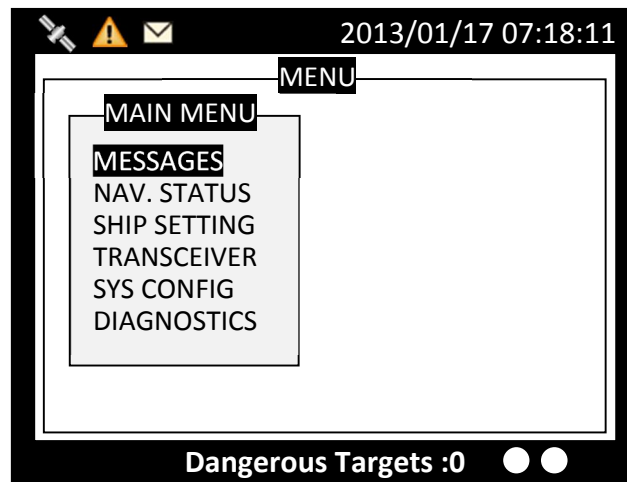 2013/01/17 07:18:11
MENU
MAIN MENU
MESSAGES
NAV. STATUS
SHIP SETTING
TRANSCEIVER
SYS CONFIG
DIAGNOSTICS
Dangerous Targets :0